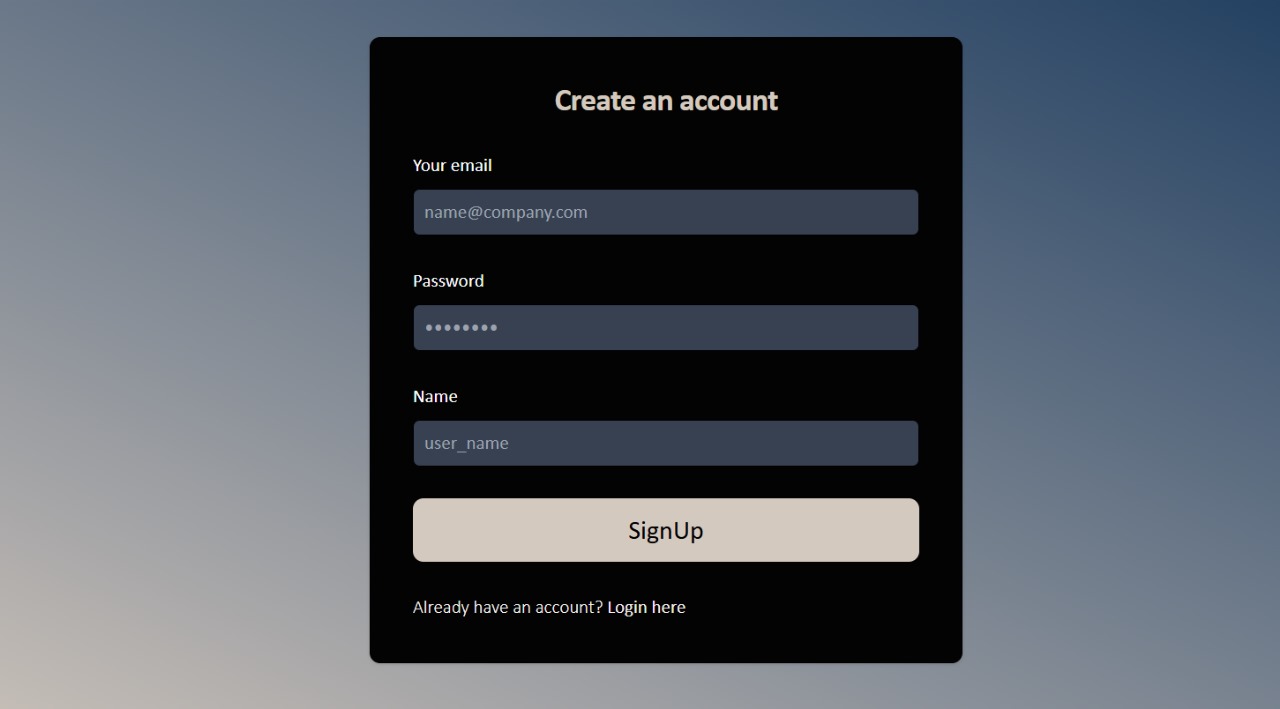 Create an account
Your email
name@company.com
Password
••••••••
Name
user_name
SignUp
Already have an account? Login here